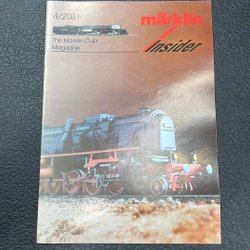 4/2001
märklin
The Märklin Club
Magazine
Insider